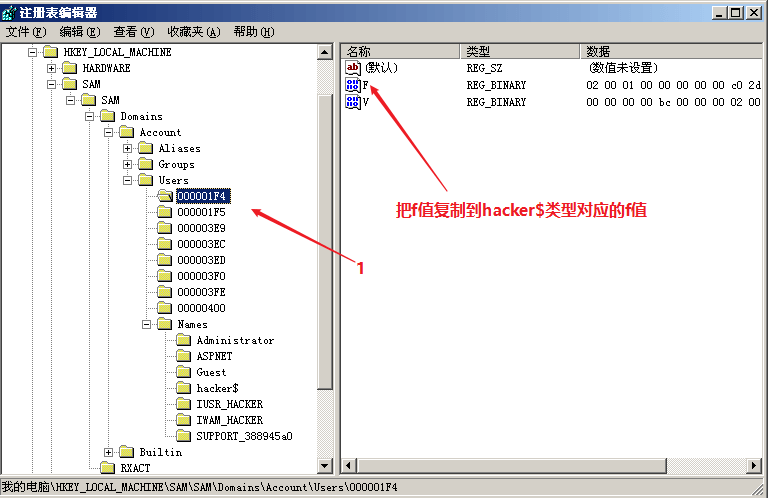 注册表编辑器
文件(F) 编辑(E) 查看(V) 收藏夹(A) 帮助(H)
HKEY_LOCAL_MACHINE
HARDWARE
SAM
SAM
Domains
Account
Aliases
Groups
Users
000001F4
000001F5
000003E9
000003EC
000003ED
000003F0
000003FE
00000400
Names
Administrator
ASPNET
Guest
hacker$
IUSR_HACKER
IWAM_HACKER
SUPPORT_388945a0
Builtin
RXACT
名称 类型 数据
(默认) REG_SZ (数值未设置)
F REG_BINARY 02 00 01 00 00 00 00 00 c0 2d
V REG_BINARY 00 00 00 00 bc 00 00 00 02 00
把f值复制到hacker$类型对应的f值
1
我的电脑\HKEY_LOCAL_MACHINE\SAM\SAM\Domains\Account\Users\000001F4